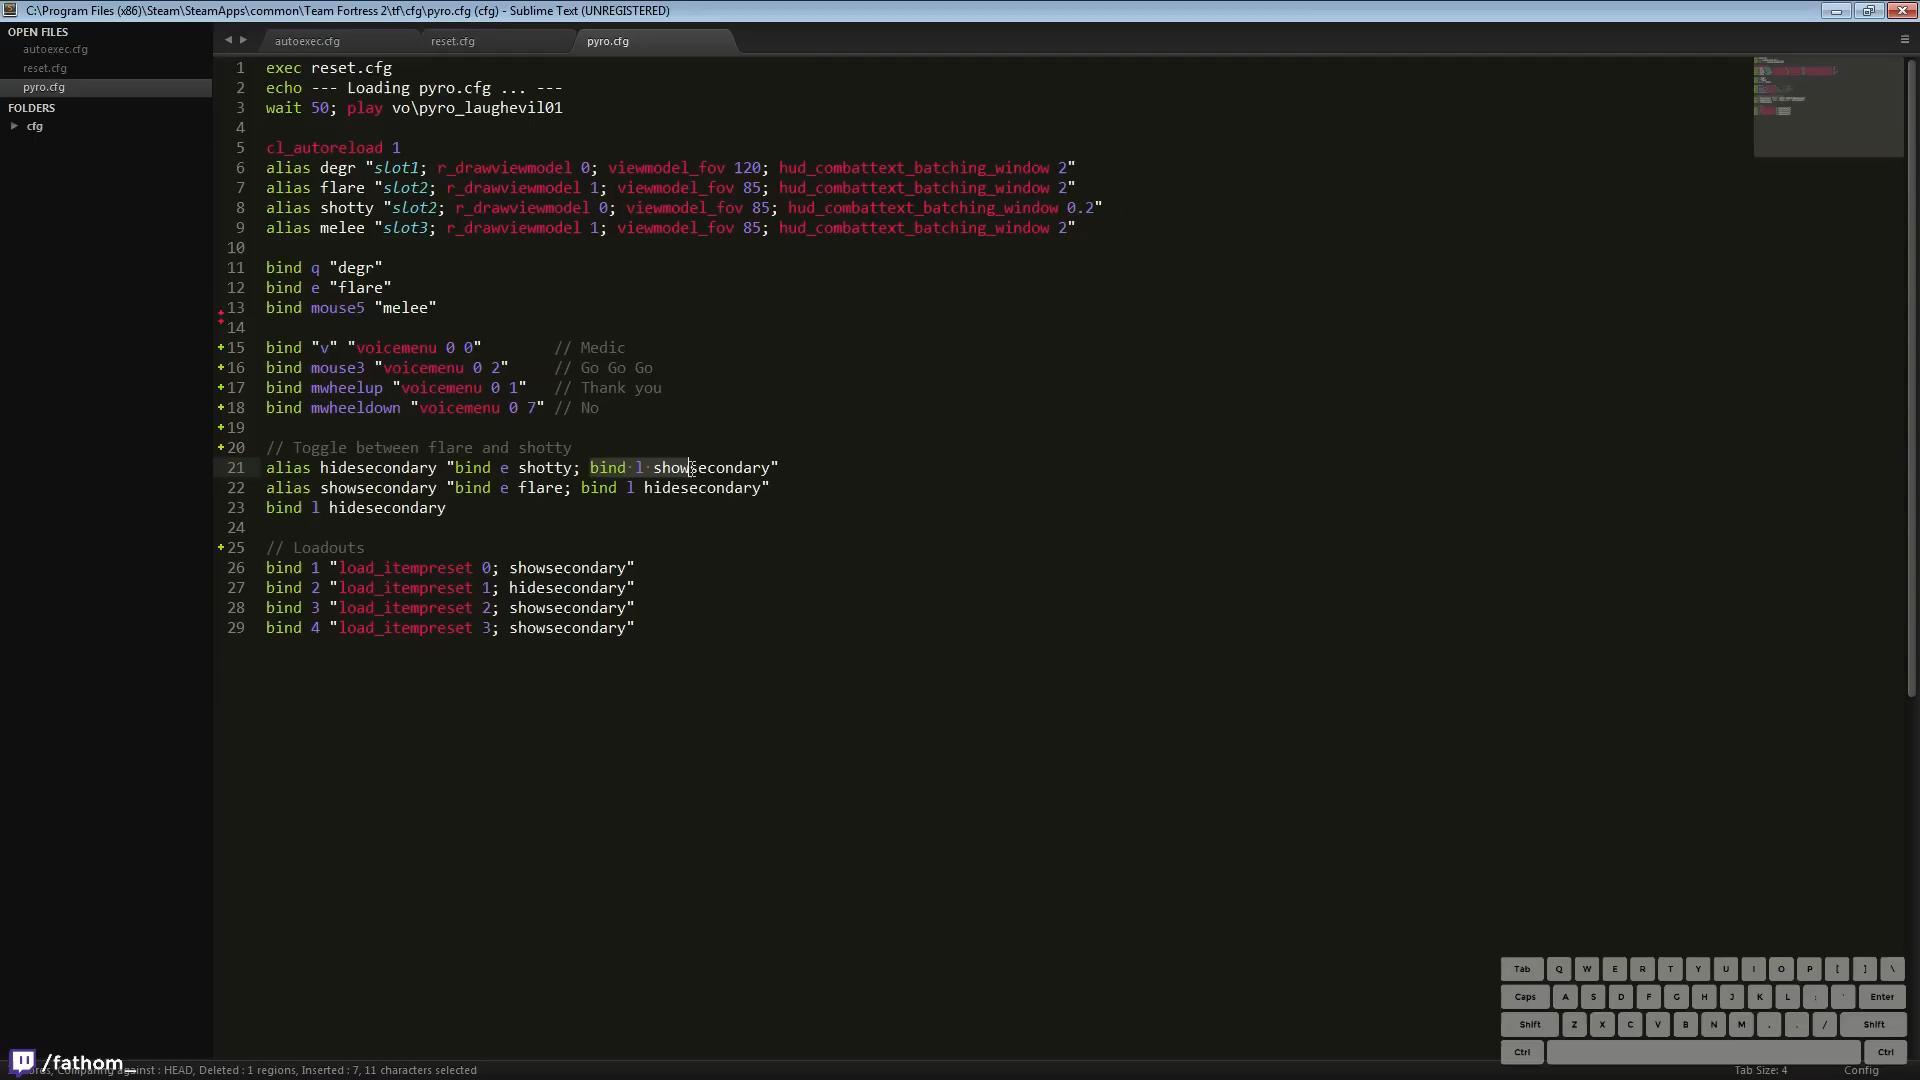 C:\Program Files (x86)\Steam\SteamApps\common\Team Fortress 2\tf\cfg\pyro.cfg (cfg) - Sublime Text (UNREGISTERED)
OPEN FILES
autoexec.cfg
reset.cfg
pyro.cfg
FOLDERS
cfg
autoexec.cfg
reset.cfg
pyro.cfg
1 exec reset.cfg
2 echo --- Loading pyro.cfg ... ---
3 wait 50; play vo\pyro_laughevil01
4
5 cl_autoreload 1
6 alias degr "slot1; r_drawviewmodel 0; viewmodel_fov 120; hud_combattext_batching_window 2"
7 alias flare "slot2; r_drawviewmodel 1; viewmodel_fov 85; hud_combattext_batching_window 2"
8 alias shotty "slot2; r_drawviewmodel 0; viewmodel_fov 85; hud_combattext_batching_window 0.2"
9 alias melee "slot3; r_drawviewmodel 1; viewmodel_fov 85; hud_combattext_batching_window 2"
10
11 bind q "degr"
12 bind e "flare"
13 bind mouse5 "melee"
14
15 bind "v" "voicemenu 0 0" // Medic
16 bind mouse3 "voicemenu 0 2" // Go Go Go
17 bind mwheelup "voicemenu 0 1" // Thank you
18 bind mwheeldown "voicemenu 0 7" // No
19
20 // Toggle between flare and shotty
21 alias hidesecondary "bind e shotty; bind l showsecondary"
22 alias showsecondary "bind e flare; bind l hidesecondary"
23 bind l hidesecondary
24
25 // Loadouts
26 bind 1 "load_itempreset 0; showsecondary"
27 bind 2 "load_itempreset 1; hidesecondary"
28 bind 3 "load_itempreset 2; showsecondary"
29 bind 4 "load_itempreset 3; showsecondary"
Tab Q W E R T Y U I O P [ ] \
Caps A S D F G H J K L ; ' Enter
Shift Z X C V B N M , . / Shift
Ctrl Ctrl
/fathom_
Comparing against : HEAD, Deleted : 1 regions, Inserted : 7, 11 characters selected
Tab Size: 4
Config